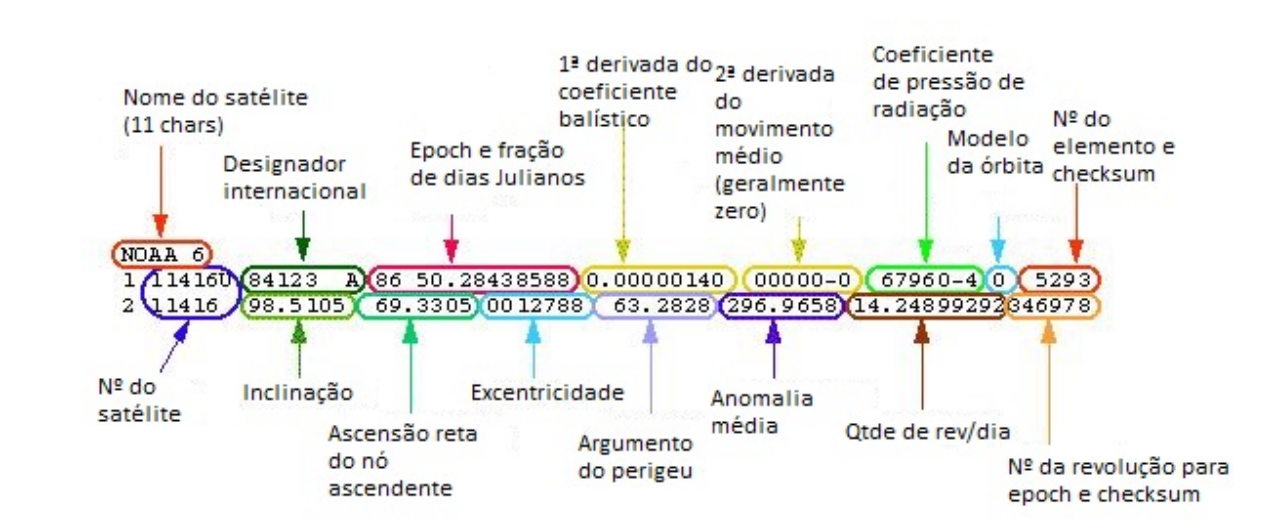 Nome do satélite
(11 chars)
Designador
internacional
Epoch e fração
de dias Julianos
1ª derivada do
coeficiente
balístico
2ª derivada
do
movimento
médio
(geralmente
zero)
Coeficiente
de pressão de
radiação
Modelo
da órbita
Nº do
elemento e
checksum
NOAA 6
1 11416U 84123 A 86 50.28438588 0.00000140 00000-0 67960-4 0 5293
2 11416 98.5105 69.3305 0012788 63.2828 296.9658 14.24899292 346978
Nº do
satélite
Inclinação
Ascensão reta
do nó
ascendente
Excentricidade
Argumento
do perigeu
Anomalia
média
Qtde de rev/dia
Nº da revolução para
epoch e checksum